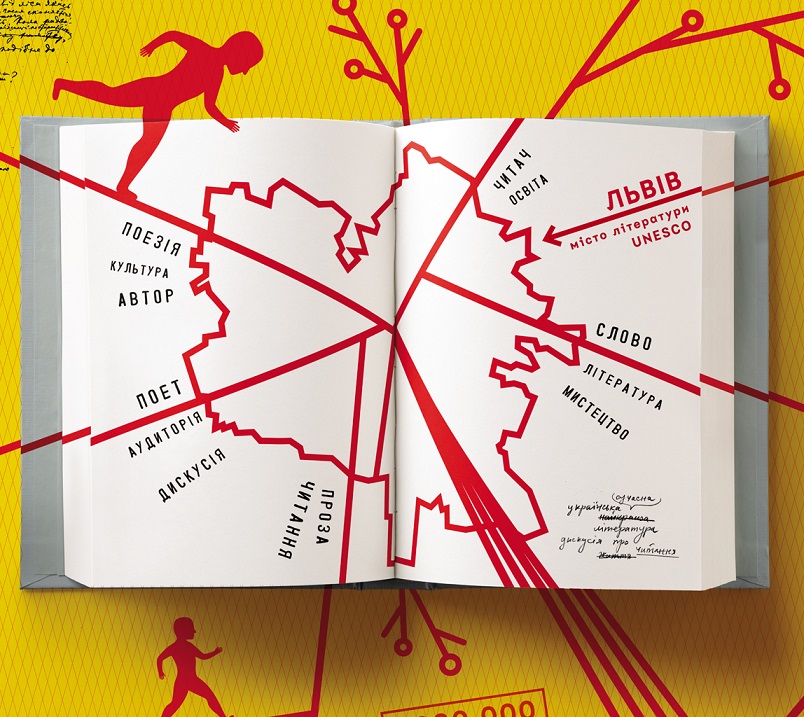 ПОЕЗІЯ
КУЛЬТУРА
АВТОР
ПОЕТ
АУДИТОРІЯ
ДИСКУСІЯ
ПРОЗА
ЧИТАННЯ
ЧИТАЧ
ОСВІТА
ЛЬВІВ
місто літератури
UNESCO
СЛОВО
ЛІТЕРАТУРА
МИСТЕЦТВО
сучасна
українська
література
дискусія про читання